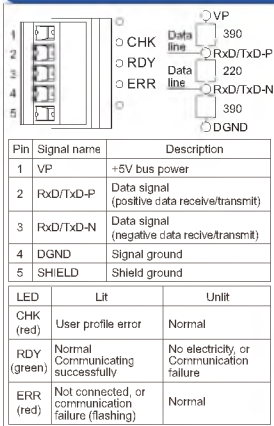 VP
1
2
3
4
5
CHK
RDY
ERR
Data line
390
RxD/TxD-P
Data line
220
RxD/TxD-N
390
DGND
Pin Signal name Description
1 VP +5V bus power
2 RxD/TxD-P Data signal
(positive data receive/transmit)
3 RxD/TxD-N Data signal
(negative data recive/transmit)
4 DGND Signal ground
5 SHIELD Shield ground
LED Lit Unlit
CHK
(red)
User profile error
Normal
RDY
(green)
Normal
Communicating
successfully
No electricity, or
Communication
failure
ERR
(red)
Not connected, or
communication
failure (flashing)
Normal